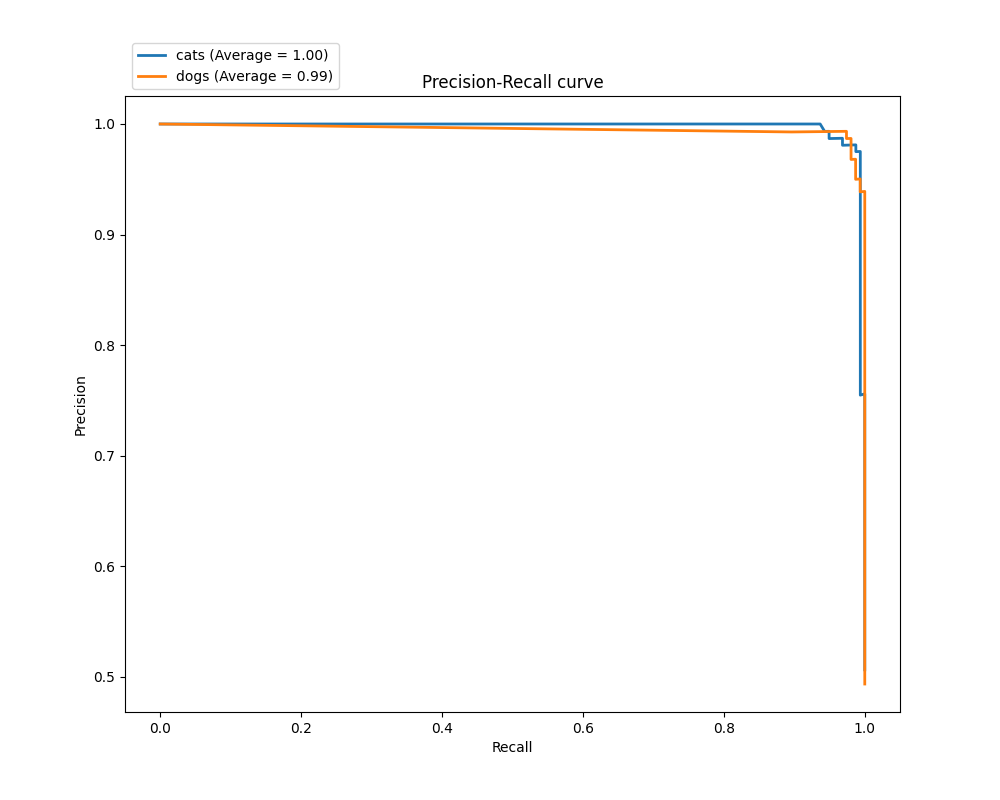 cats (Average = 1.00)
dogs (Average = 0.99)
Precision-Recall curve
1.0
0.9
0.8
0.7
0.6
0.5
Precision
0.0 0.2 0.4 0.6 0.8 1.0
Recall